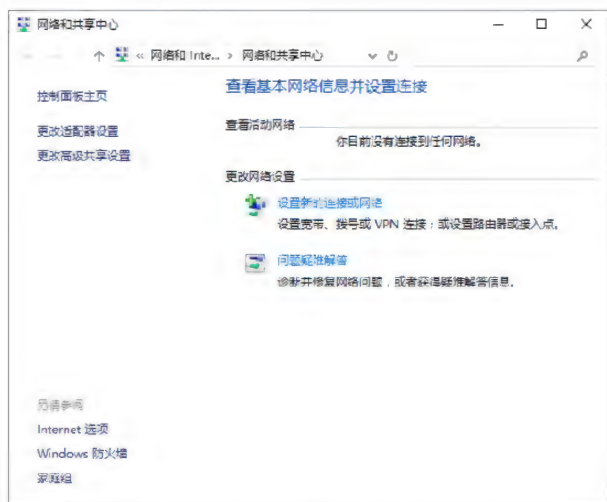 网络和共享中心
« 网络和 Inte... › 网络和共享中心
控制面板主页
更改适配器设置
更改高级共享设置
查看基本网络信息并设置连接
查看活动网络
你目前没有连接到任何网络。
更改网络设置
设置新的连接或网络
设置宽带、拨号或 VPN 连接；或设置路由器或接入点。
问题疑难解答
诊断并修复网络问题，或者获得疑难解答信息。
另请参阅
Internet 选项
Windows 防火墙
家庭组